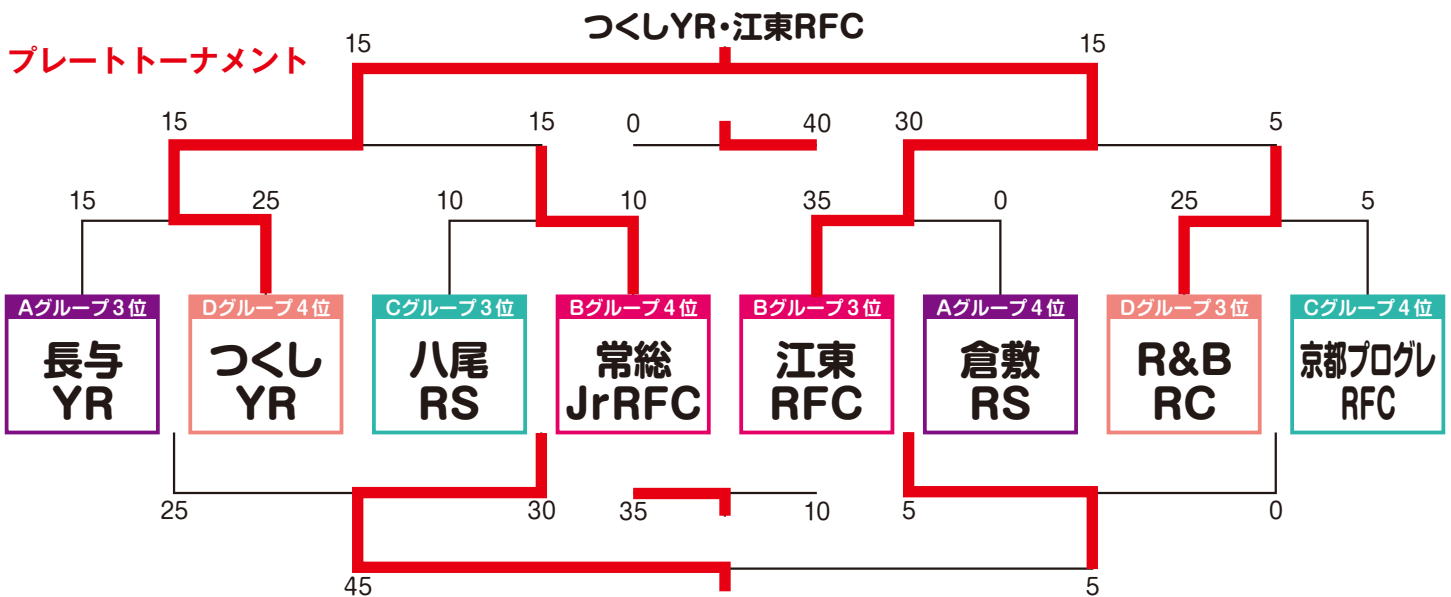 つくしYR・江東RFC
プレートトーナメント
15
15
15
15
0
40
30
5
15
25
10
10
35
0
25
5
Aグループ3位
長与
YR
Dグループ4位
つくし
YR
Cグループ3位
八尾
RS
Bグループ4位
常総
JrRFC
Bグループ3位
江東
RFC
Aグループ4位
倉敷
RS
Dグループ3位
R&B
RC
Cグループ4位
京都プログレ
RFC
25
30
35
10
5
0
45
5